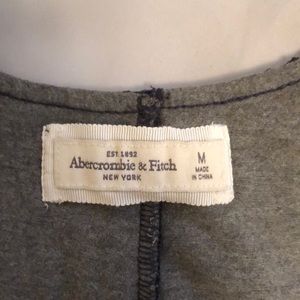 EST. 1892
Abercrombie & Fitch
NEW YORK
M
MADE
IN CHINA